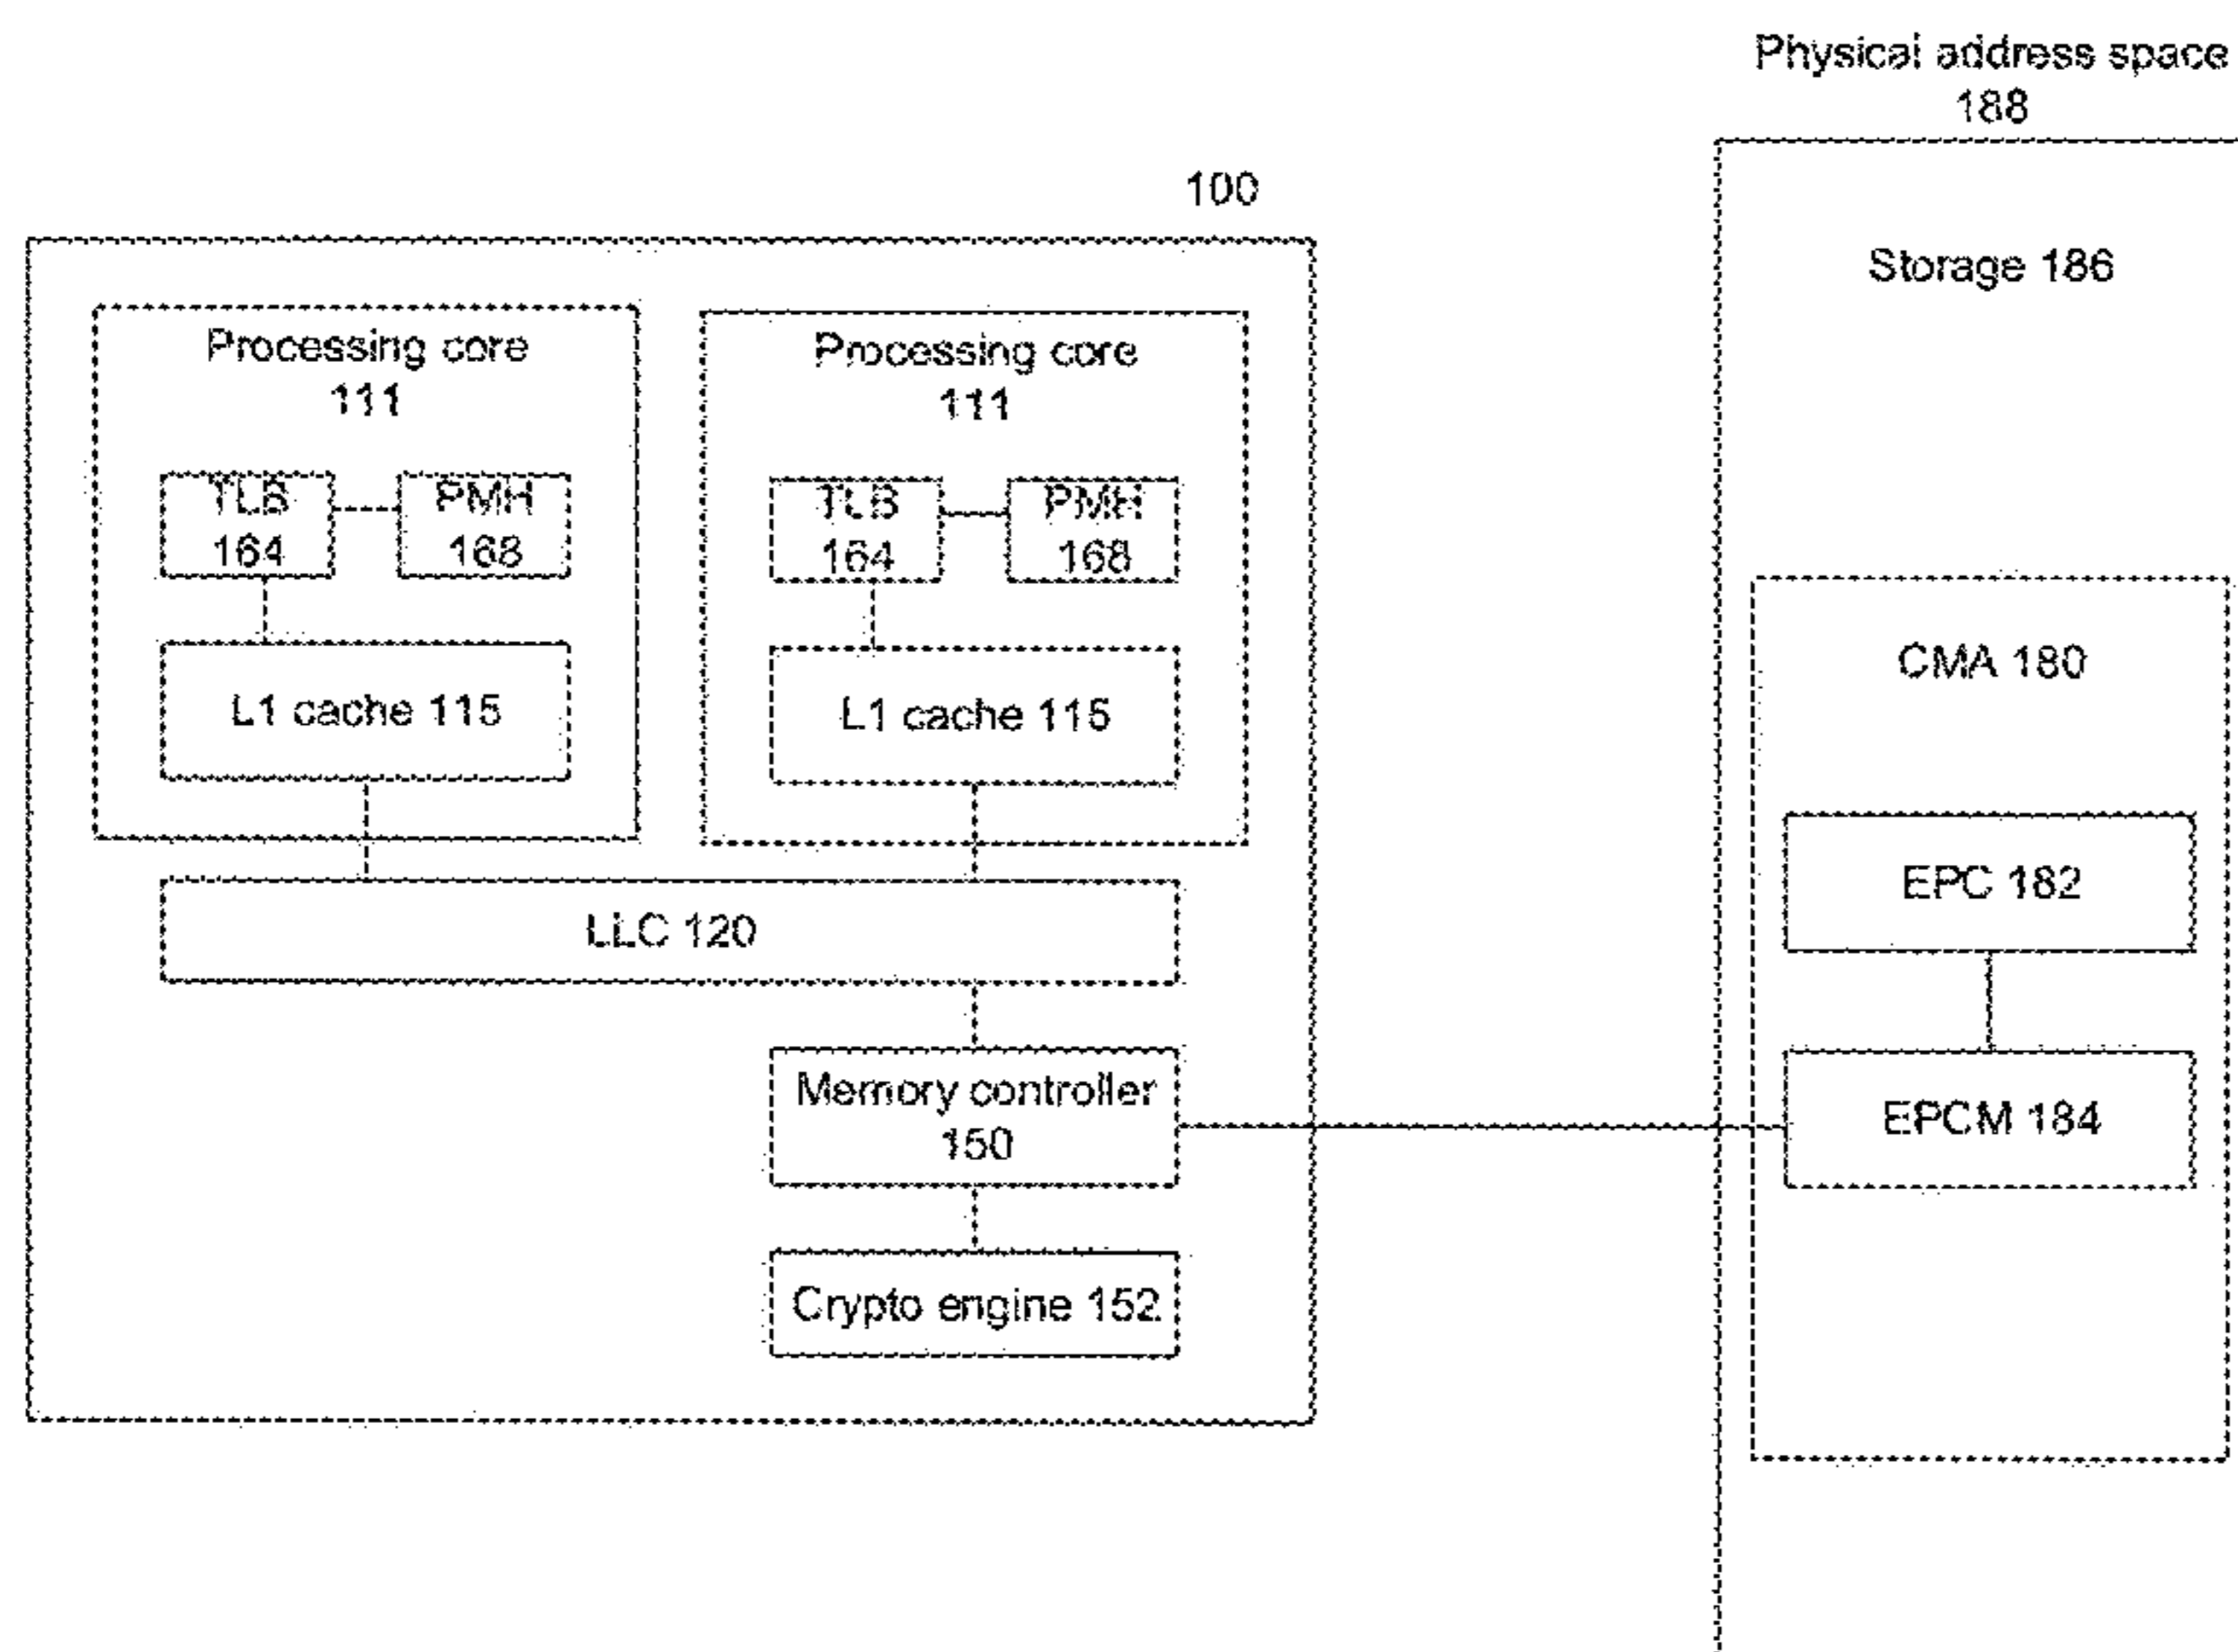 Physical address space
188
Storage 186
100
Processing core
111
TLB
164
PMH
168
L1 cache 115
Processing core
111
TLB
164
PMH
168
L1 cache 115
LLC 120
Memory controller
150
Crypto engine 152
CMA 180
EPC 182
EPCM 184